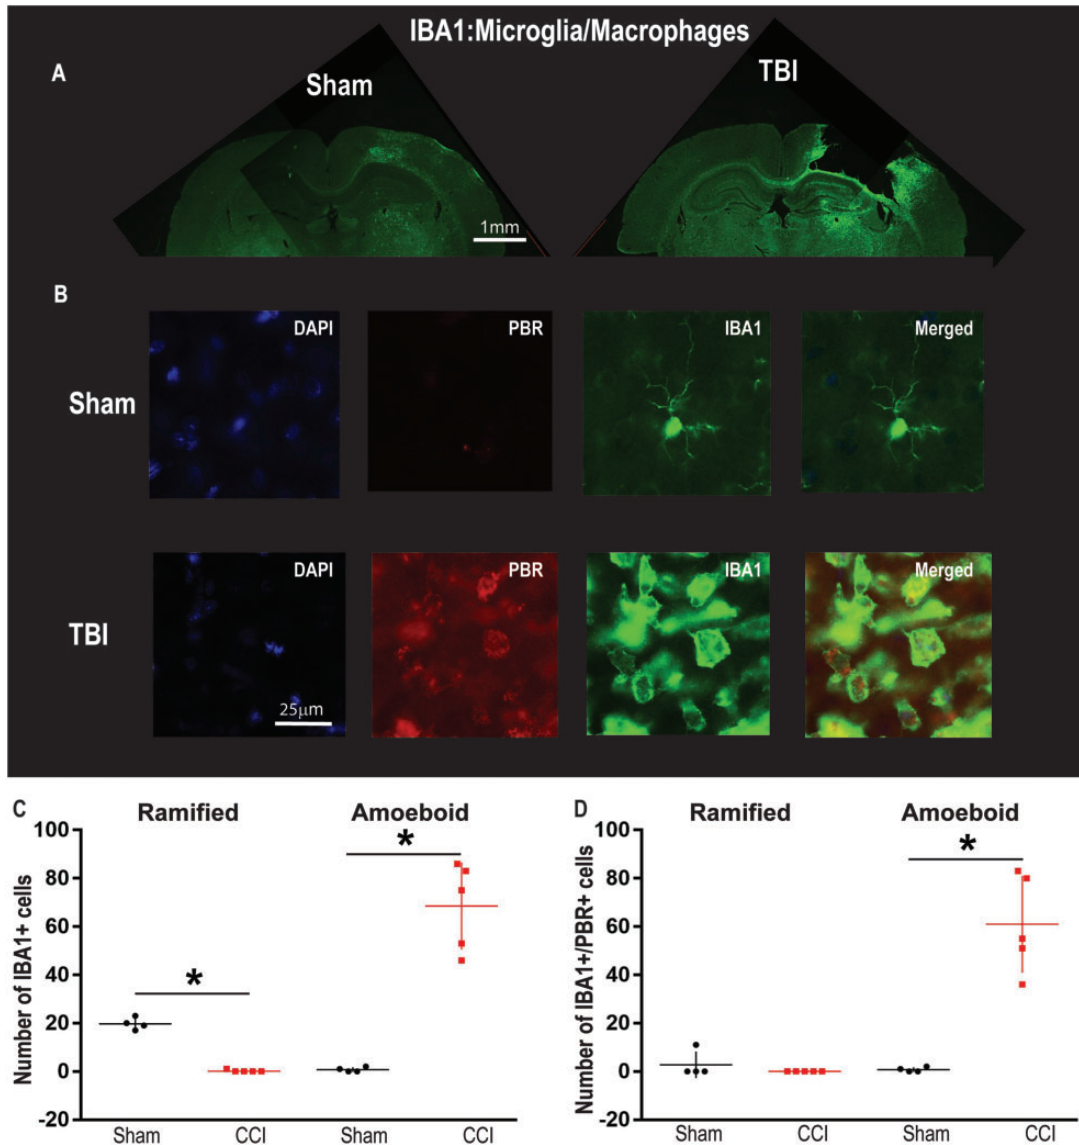 IBA1:Microglia/Macrophages
A
Sham
TBI
1mm
B
Sham
DAPI
PBR
IBA1
Merged
TBI
DAPI
PBR
IBA1
Merged
25μm
C
Ramified
Amoeboid
Number of IBA1+ cells
100
80
60
40
20
0
-20
*
*
Sham
CCI
Sham
CCI
D
Ramified
Amoeboid
Number of IBA1+/PBR+ cells
100
80
60
40
20
0
-20
*
Sham
CCI
Sham
CCI